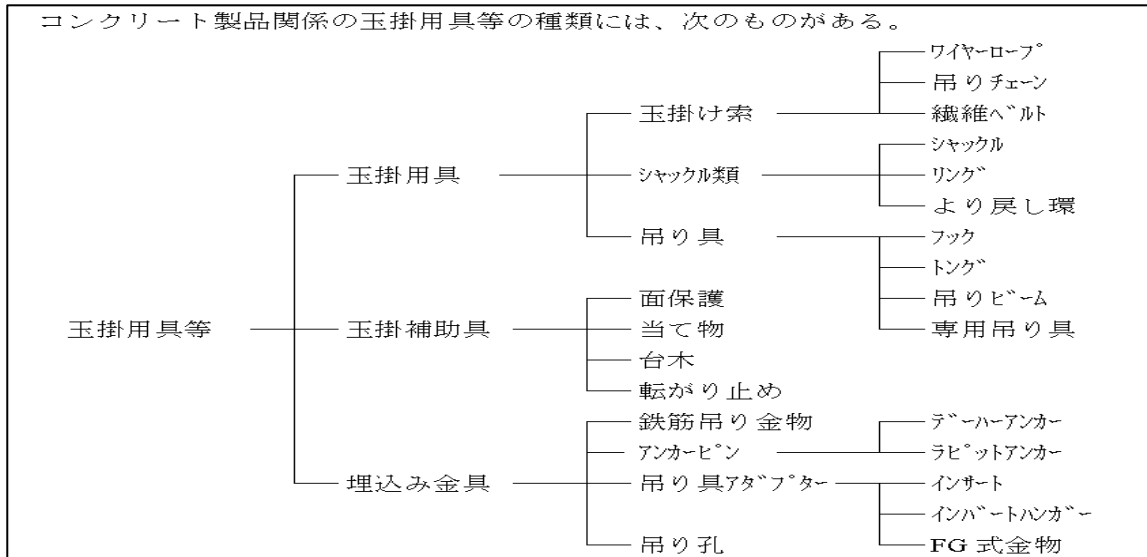 コンクリート製品関係の玉掛用具等の種類には、次のものがある。
ワイヤーロープ
吊りチェーン
玉掛け索
繊維ベルト
シャックル
玉掛用具
シャックル類
リング
より戻し環
吊り具
フック
トング
面保護
吊りビーム
玉掛用具等
玉掛補助具
当て物
専用吊り具
台木
転がり止め
鉄筋吊り金物
デーハーアンカー
アンカーピン
ラピットアンカー
埋込み金具
吊り具アダプター
インサート
インバートハンガー
吊り孔
FG式金物